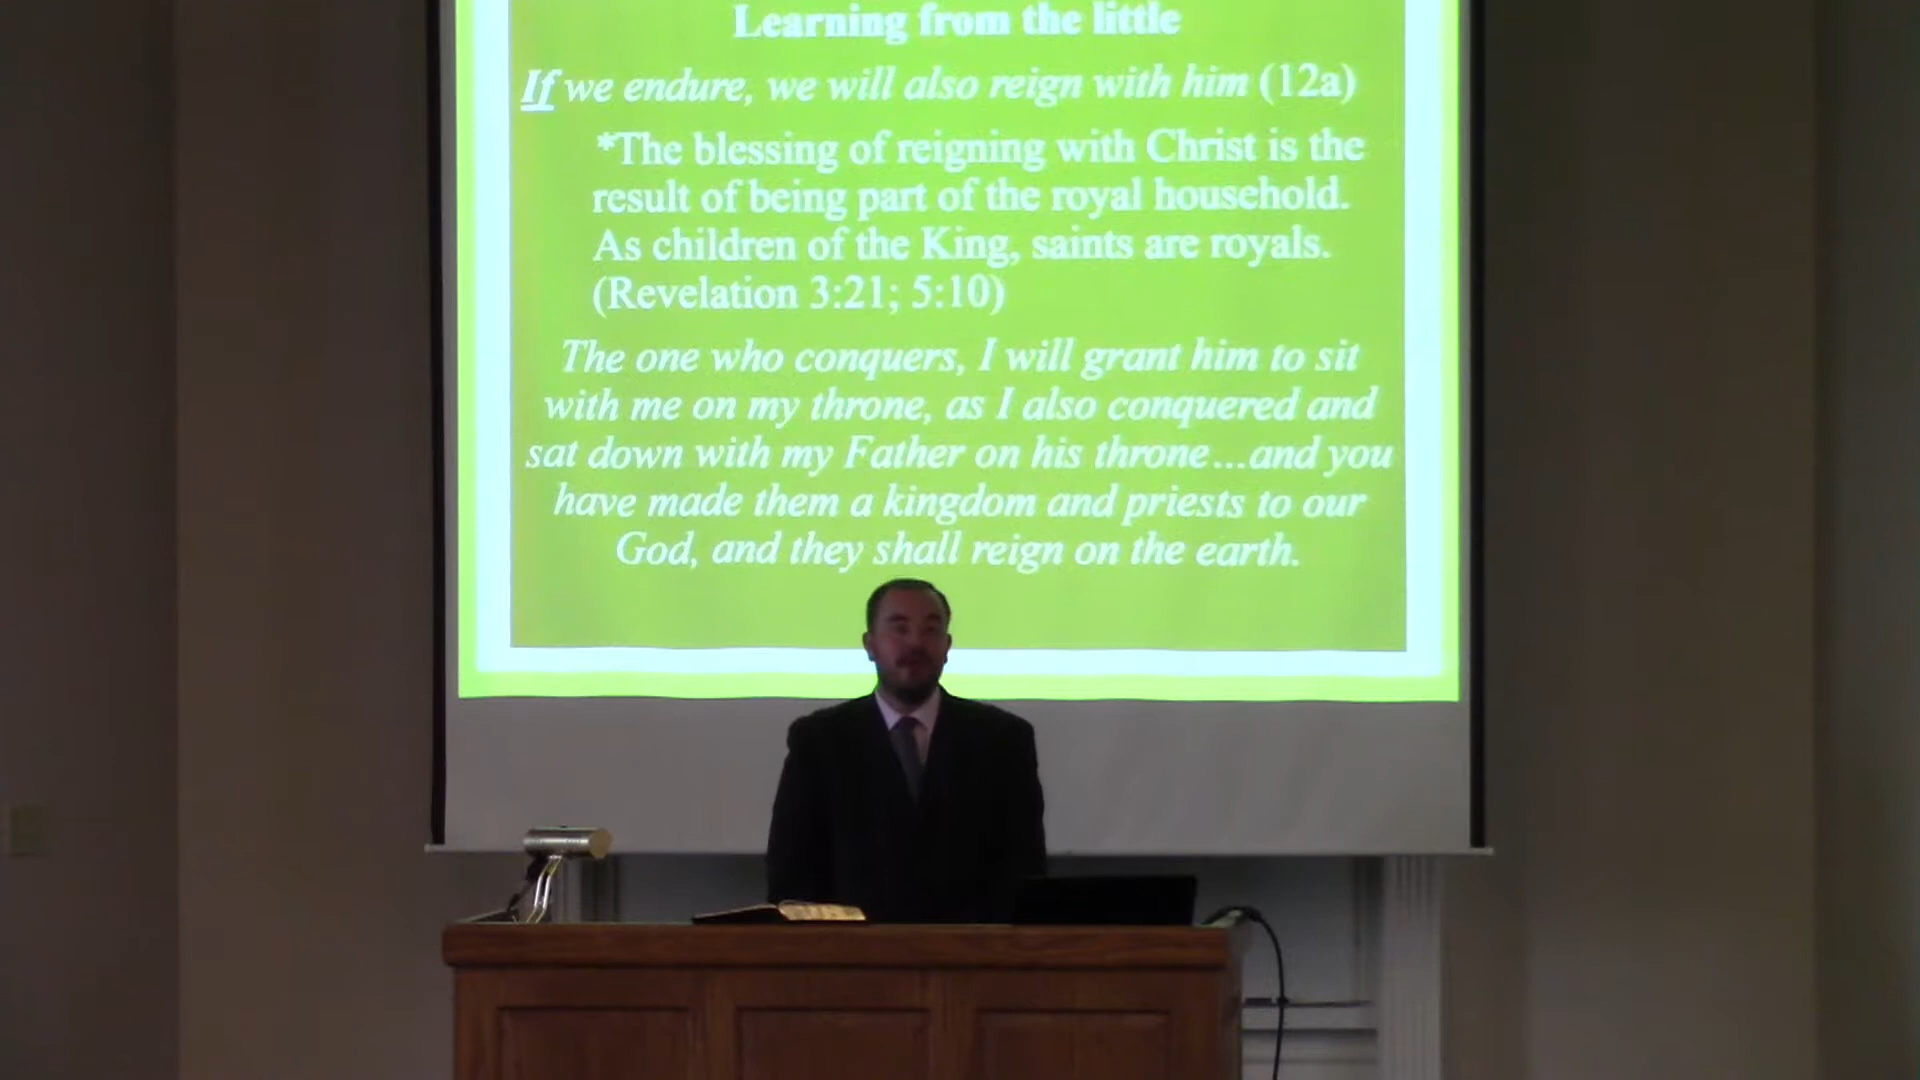 Learning from the little
If we endure, we will also reign with him (12a)
*The blessing of reigning with Christ is the
result of being part of the royal household.
As children of the King, saints are royals.
(Revelation 3:21; 5:10)
The one who conquers, I will grant him to sit
with me on my throne, as I also conquered and
sat down with my Father on his throne...and you
have made them a kingdom and priests to our
God, and they shall reign on the earth.